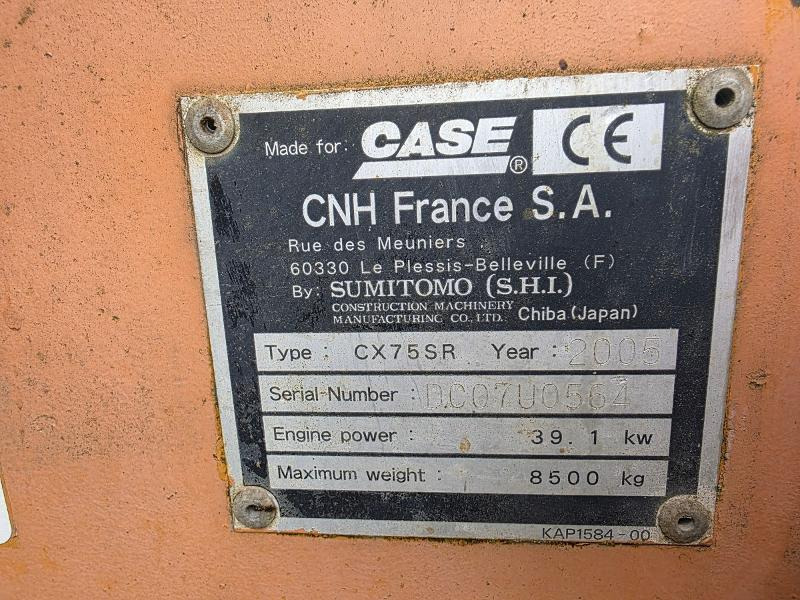 Made for: CASE® CE
CNH France S.A.
Rue des Meuniers
60330 Le Plessis-Belleville (F)
By: SUMITOMO (S.H.I.)
CONSTRUCTION MACHINERY
MANUFACTURING CO., LTD. Chiba (Japan)
Type : CX75SR Year : 2005
Serial-Number : DC07U0564
Engine power : 39.1 kw
Maximum weight : 8500 kg
KAP1584-00